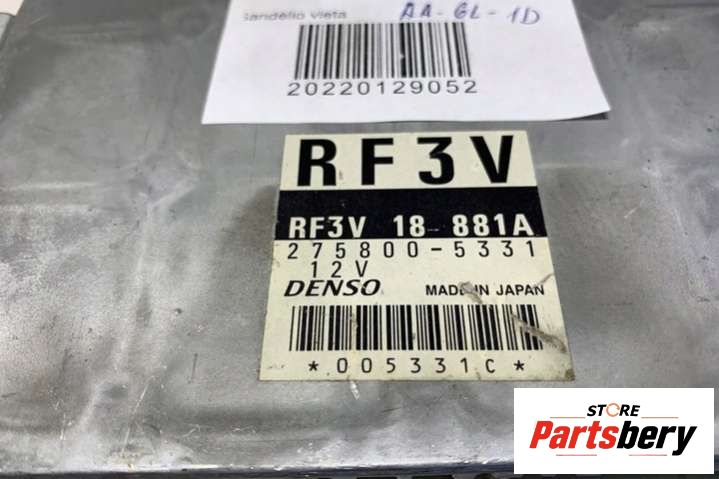 Sandėlio vieta AA-GL-1D
20220129052
RF3V
RF3V 18 881A
275800-5331
12V
DENSO MADE IN JAPAN
*005331C*
STORE
Partsbery